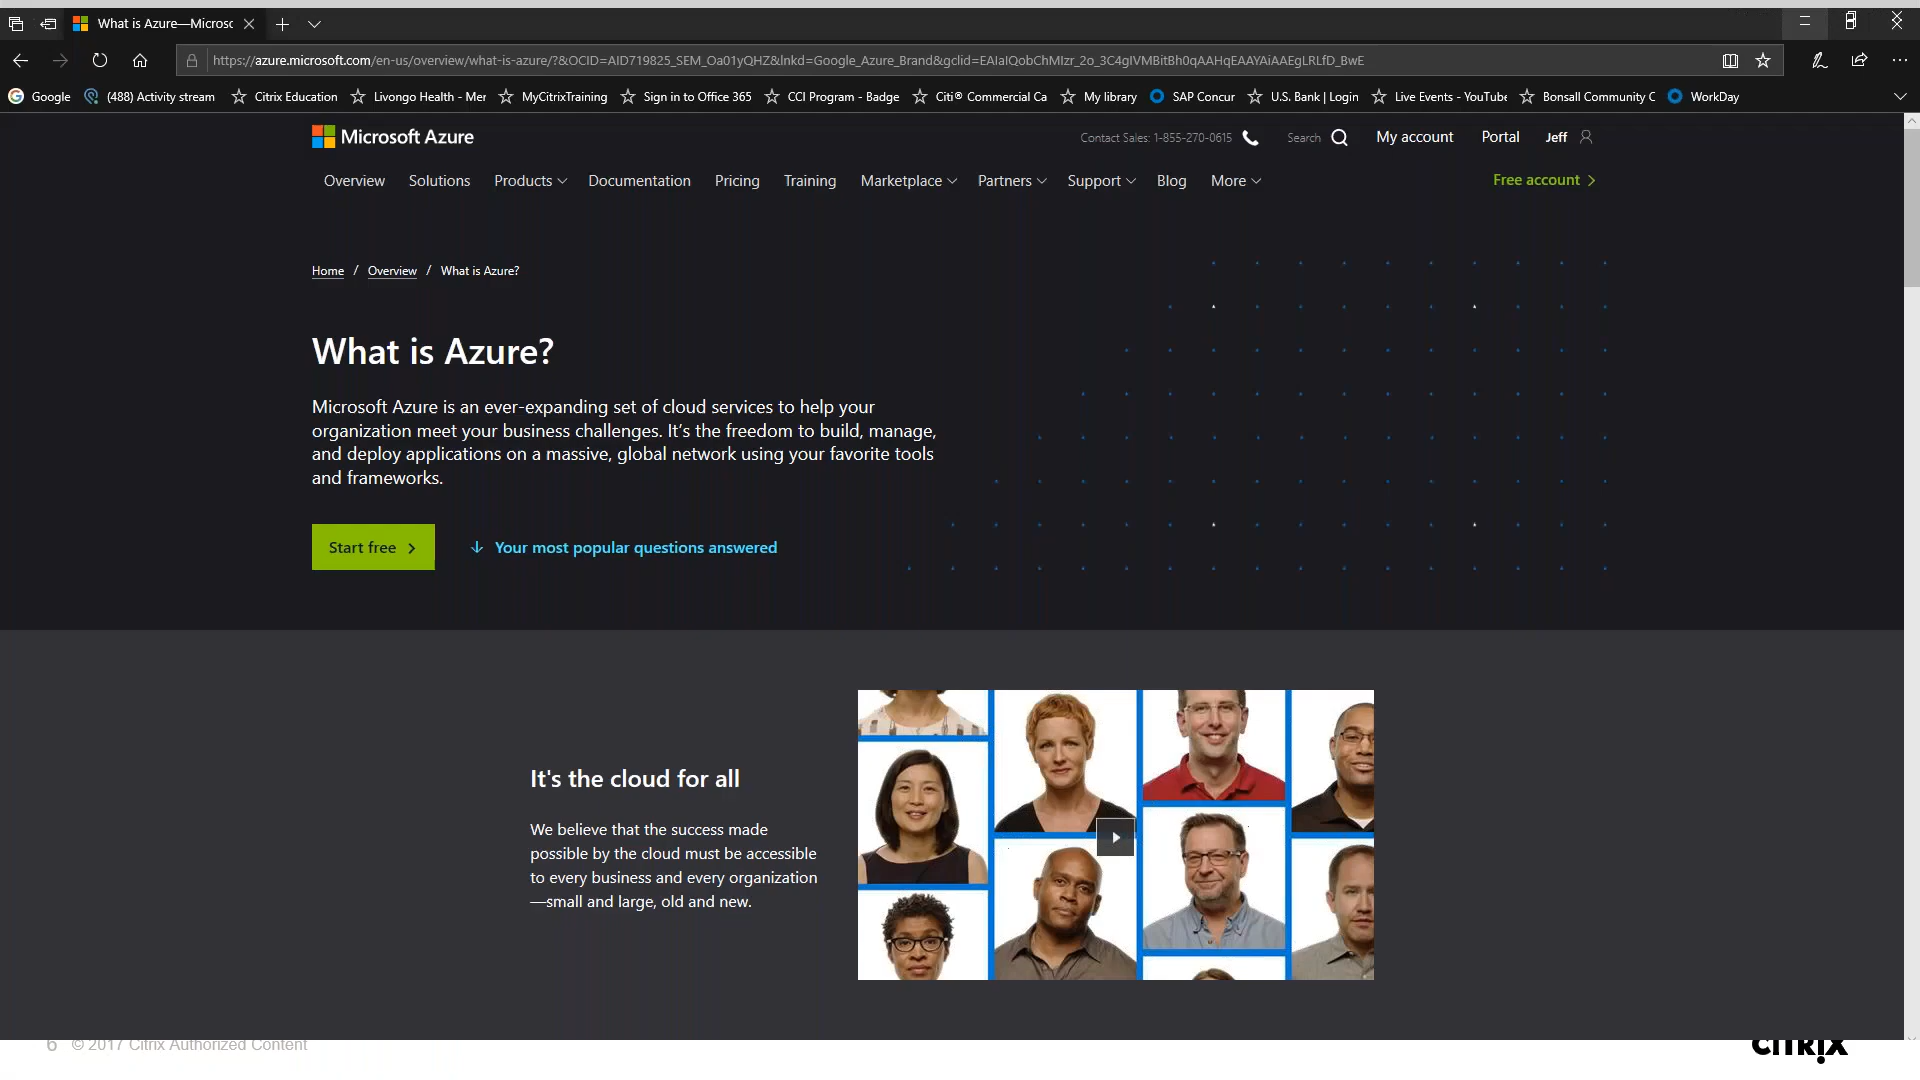 What is Azure—Microsc
https://azure.microsoft.com/en-us/overview/what-is-azure/?&OCID=AID719825_SEM_Oa01yQHZ&lnkd=Google_Azure_Brand&gclid=EAIaIQobChMIzr_2o_3C4gIVMBitBh0qAAHqEAAYAiAAEgLRLfD_BwE
Google (488) Activity stream Citrix Education Livongo Health - Mer MyCitrixTraining Sign in to Office 365 CCI Program - Badge Citi® Commercial Ca My library SAP Concur U.S. Bank | Login Live Events - YouTube Bonsall Community C WorkDay
Microsoft Azure Contact Sales: 1-855-270-0615 Search My account Portal Jeff
Overview Solutions Products Documentation Pricing Training Marketplace Partners Support Blog More Free account
Home / Overview / What is Azure?
What is Azure?
Microsoft Azure is an ever-expanding set of cloud services to help your
organization meet your business challenges. It’s the freedom to build, manage,
and deploy applications on a massive, global network using your favorite tools
and frameworks.
Start free Your most popular questions answered
It's the cloud for all
We believe that the success made
possible by the cloud must be accessible
to every business and every organization
—small and large, old and new.
6 © 2017 Citrix Authorized Content CITRIX